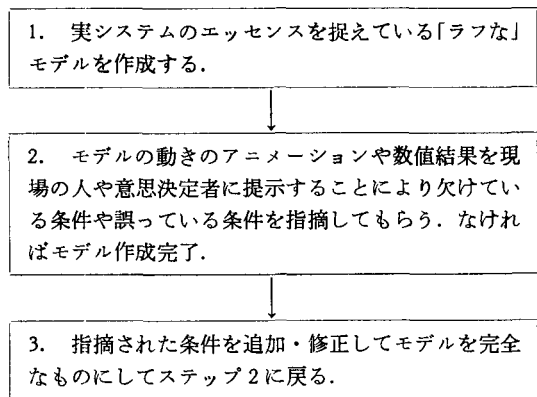 1. 実システムのエッセンスを捉えている「ラフな」
モデルを作成する．
2. モデルの動きのアニメーションや数値結果を現
場の人や意思決定者に提示することにより欠けてい
る条件や誤っている条件を指摘してもらう．なけれ
ばモデル作成完了．
3. 指摘された条件を追加・修正してモデルを完全
なものにしてステップ2に戻る．